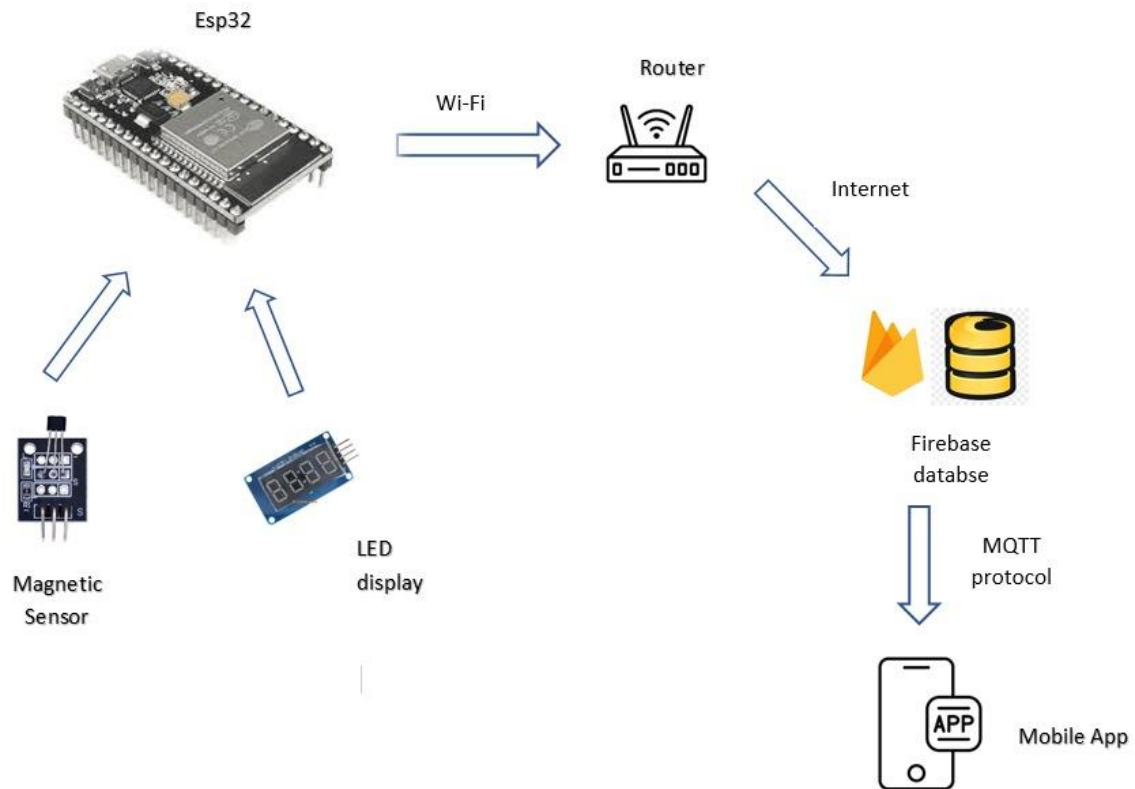 Esp32
Router
Wi-Fi
Internet
Firebase
databse
MQTT
protocol
LED
display
Magnetic
Sensor
APP
Mobile App